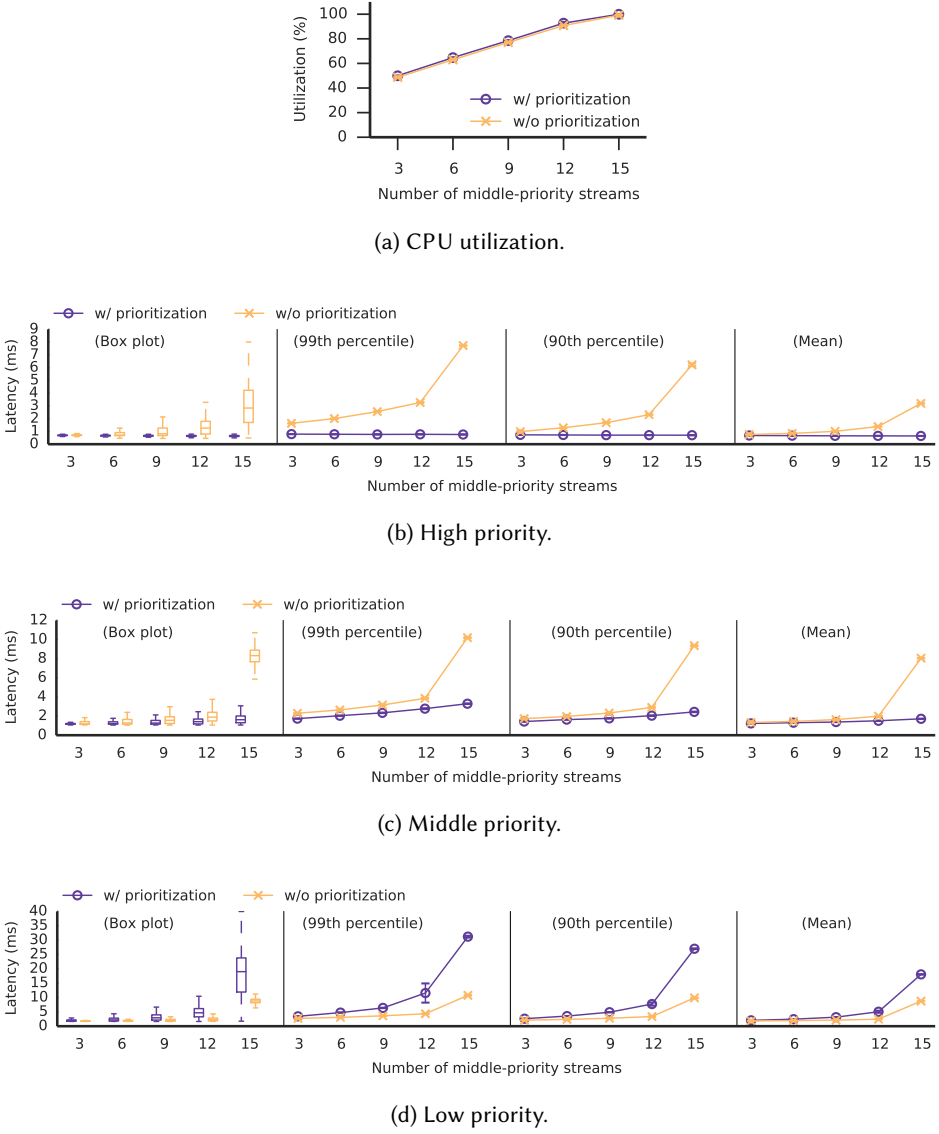 100
80
60
40
20
0
Utilization (%)
w/ prioritization
w/o prioritization
3 6 9 12 15
Number of middle-priority streams
(a) CPU utilization.
w/ prioritization w/o prioritization
(Box plot) (99th percentile) (90th percentile) (Mean)
9
8
7
6
5
4
3
2
1
0
Latency (ms)
3 6 9 12 15 3 6 9 12 15 3 6 9 12 15 3 6 9 12 15
Number of middle-priority streams
(b) High priority.
w/ prioritization w/o prioritization
(Box plot) (99th percentile) (90th percentile) (Mean)
12
10
8
6
4
2
0
Latency (ms)
3 6 9 12 15 3 6 9 12 15 3 6 9 12 15 3 6 9 12 15
Number of middle-priority streams
(c) Middle priority.
w/ prioritization w/o prioritization
(Box plot) (99th percentile) (90th percentile) (Mean)
40
35
30
25
20
15
10
5
0
Latency (ms)
3 6 9 12 15 3 6 9 12 15 3 6 9 12 15 3 6 9 12 15
Number of middle-priority streams
(d) Low priority.